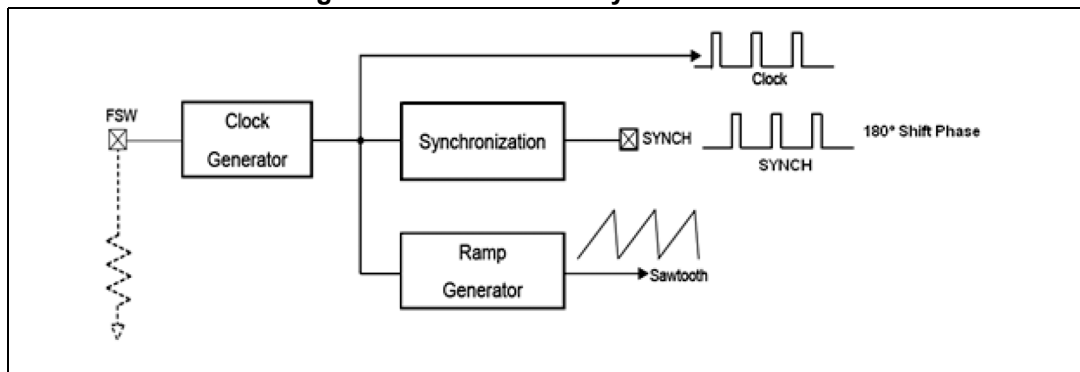 FSW
Clock
Generator
Clock
Synchronization
SYNCH
180° Shift Phase
SYNCH
Ramp
Generator
Sawtooth